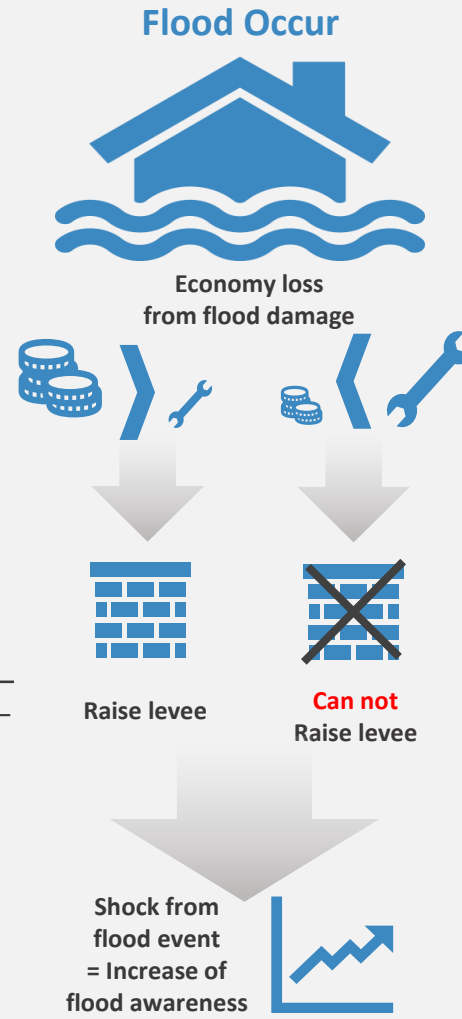 Flood Occur
Economy loss
from flood damage
Raise levee
Can not
Raise levee
Shock from
flood event
= Increase of
flood awareness